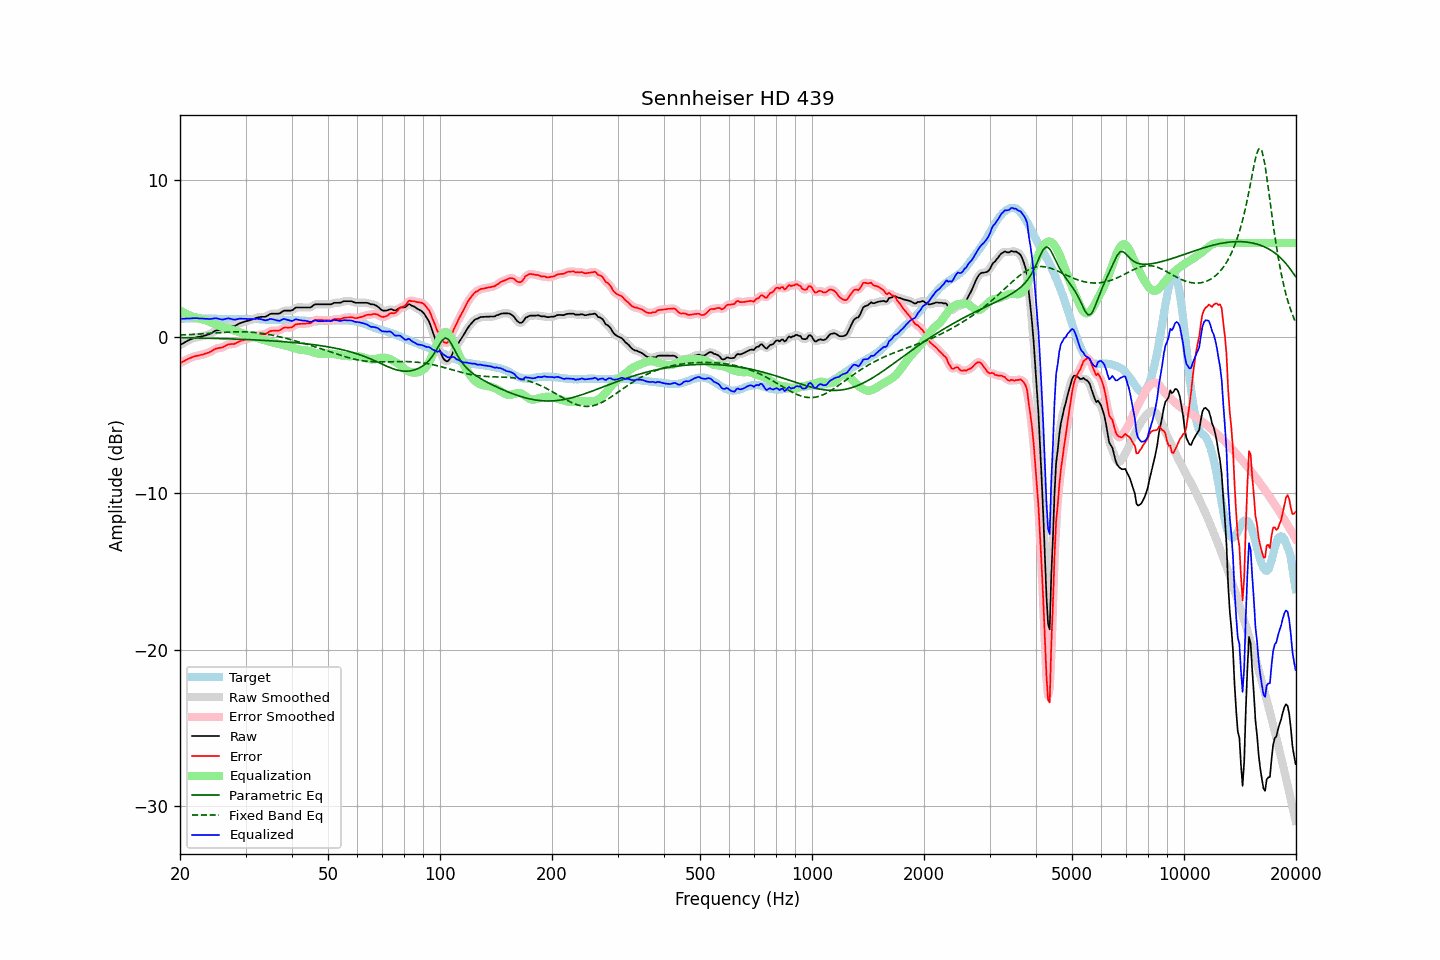 Sennheiser HD 439
Amplitude (dBr)
10
0
−10
−20
−30
Target
Raw Smoothed
Error Smoothed
Raw
Error
Equalization
Parametric Eq
Fixed Band Eq
Equalized
20 50 100 200 500 1000 2000 5000 10000 20000
Frequency (Hz)